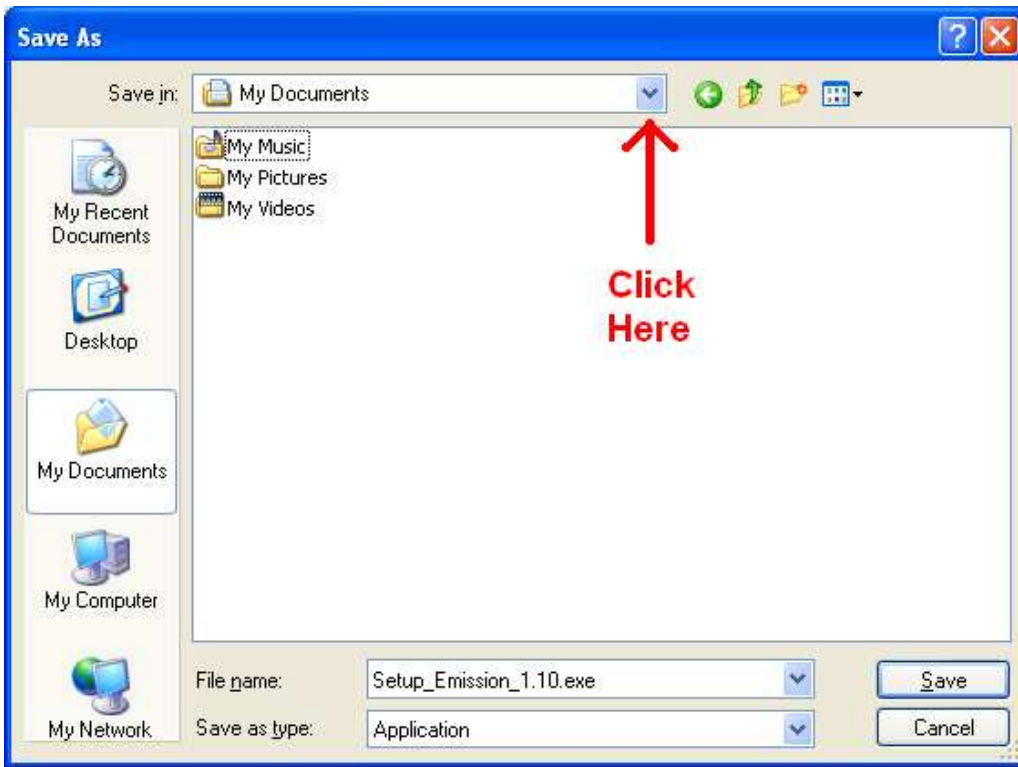 Save As
Save in:
My Documents
My Music
My Pictures
My Videos
Click
Here
My Recent
Documents
Desktop
My Documents
My Computer
My Network
File name:
Setup_Emission_1.10.exe
Save
Save as type:
Application
Cancel